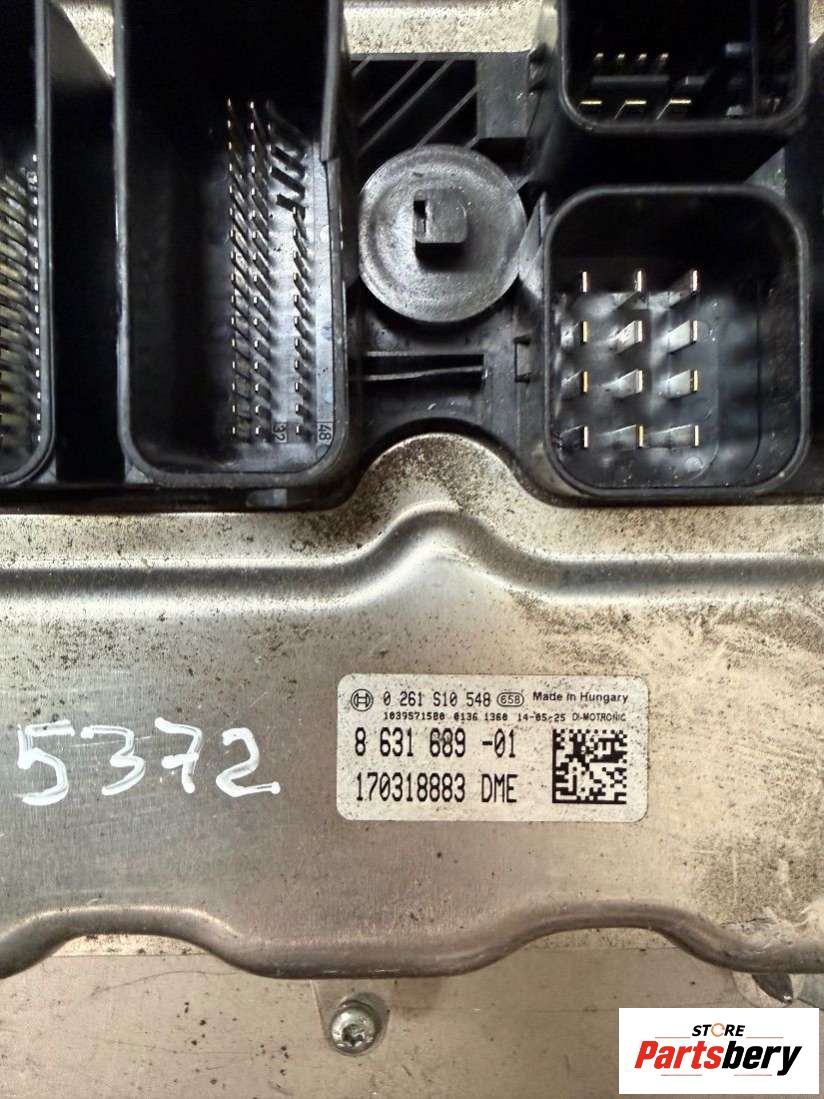 48
32
0 261 S10 548 658 Made in Hungary
1039S71580 0136 1360 14-05-25 DI-MOTRONIC
8 631 689 -01
170318883 DME
5372
STORE
Partsbery